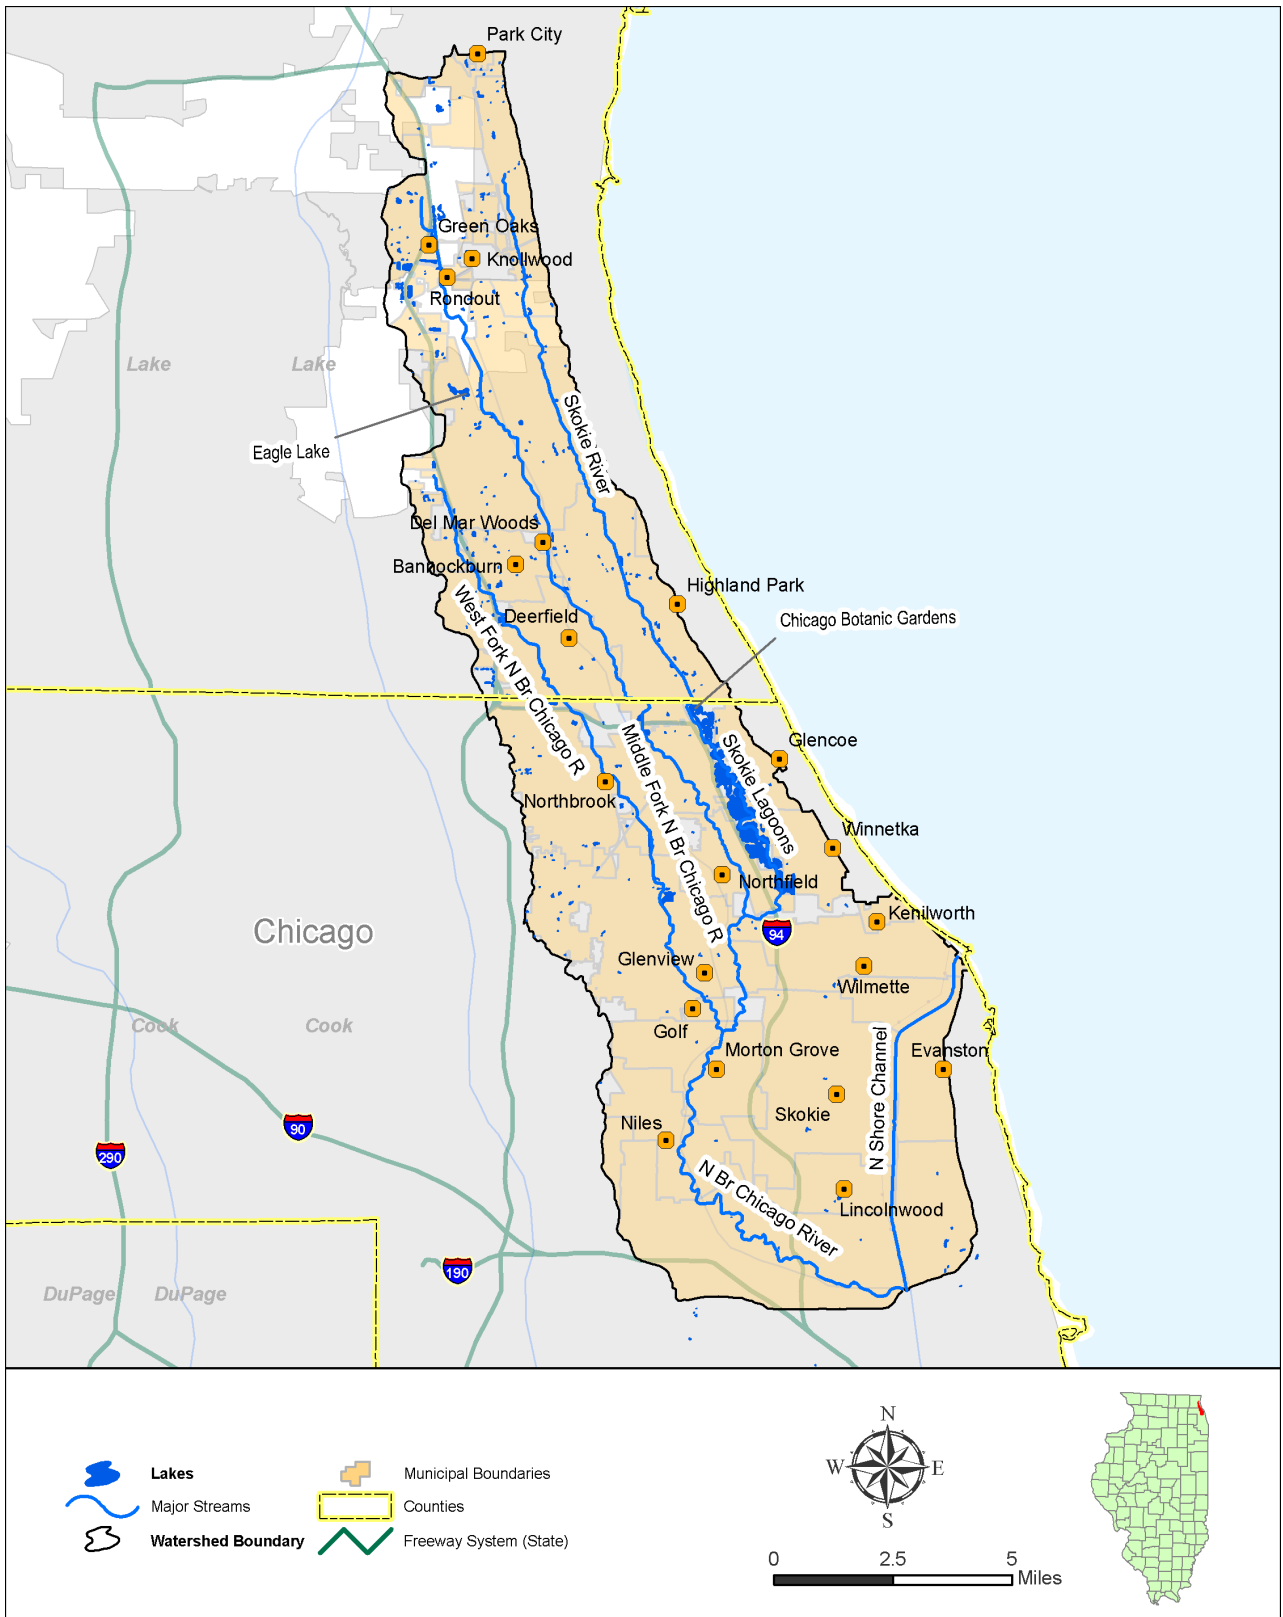 Park City
Green Oaks
Knollwood
Rondout
Lake
Lake
Skokie River
Eagle Lake
Del Mar Woods
Bannockburn
Highland Park
West Fork N Br Chicago R
Deerfield
Chicago Botanic Gardens
Middle Fork N Br Chicago R
Skokie Lagoons
Glencoe
Northbrook
Winnetka
Northfield
Kenilworth
Chicago
94
Glenview
Wilmette
Cook
Cook
Golf
N Shore Channel
Morton Grove
Evanston
Skokie
Niles
90
290
N Br Chicago River
Lincolnwood
190
DuPage
DuPage
Lakes
Major Streams
Watershed Boundary
Municipal Boundaries
Counties
Freeway System (State)
N
W
E
S
0
2.5
5
Miles